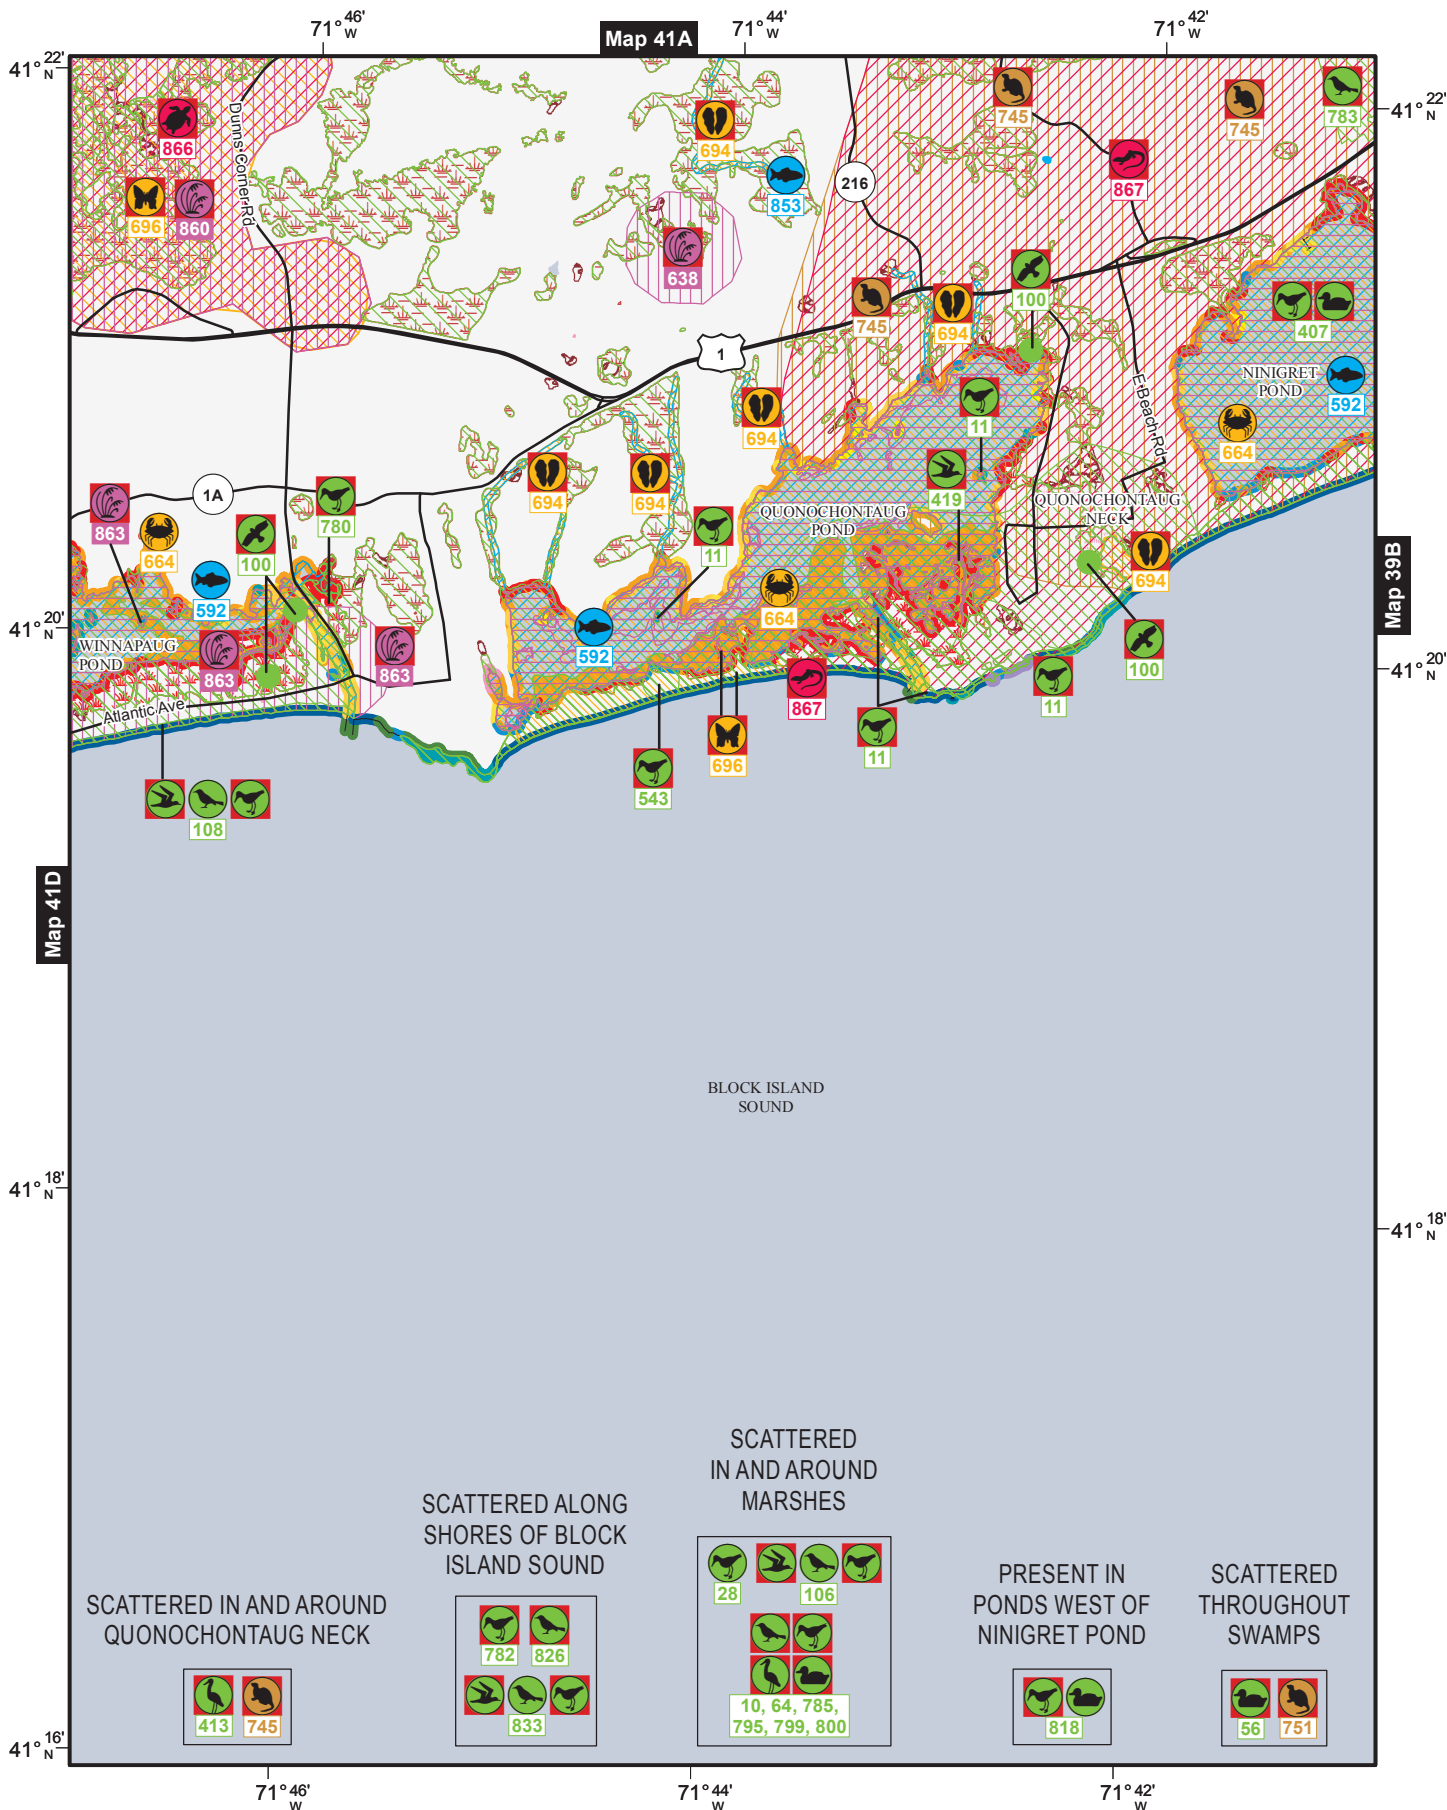 71° 46' W
Map 41A
71° 44' W
71° 42' W
41° 22' N
41° 22' N
745
745
783
694
866
Dunns Corner Rd
867
853
216
696
860
638
100
745
694
407
1
NINIGRET
POND
592
E Beach Rd
11
694
664
694
694
419
1A
QUONOCHONTAUG
NECK
863
780
QUONOCHONTAUG
POND
664
100
11
694
Map 39B
592
664
41° 20' N
592
WINNAPAUG
POND
863
863
100
41° 20' N
867
11
Atlantic Ave
696
11
543
108
Map 41D
BLOCK ISLAND
SOUND
41° 18' N
41° 18' N
SCATTERED
IN AND AROUND
MARSHES
28
106
10, 64, 785,
795, 799, 800
SCATTERED ALONG
SHORES OF BLOCK
ISLAND SOUND
782
826
833
PRESENT IN
PONDS WEST OF
NINIGRET POND
818
SCATTERED
THROUGHOUT
SWAMPS
56
751
SCATTERED IN AND AROUND
QUONOCHONTAUG NECK
413
745
41° 16' N
71° 46' W
71° 44' W
71° 42' W